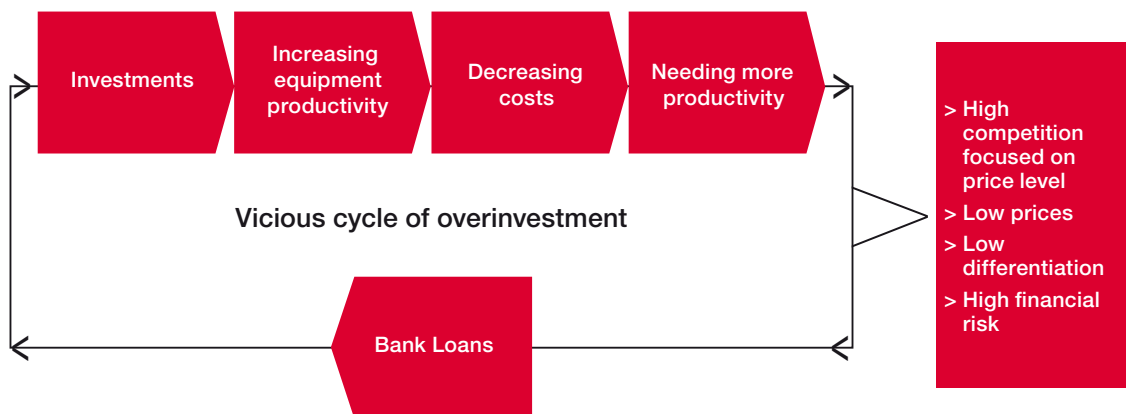 Investments
Increasing
equipment
productivity
Decreasing
costs
Needing more
productivity
> High
competition
focused on
price level
> Low prices
> Low
differentiation
> High financial
risk
Vicious cycle of overinvestment
Bank Loans